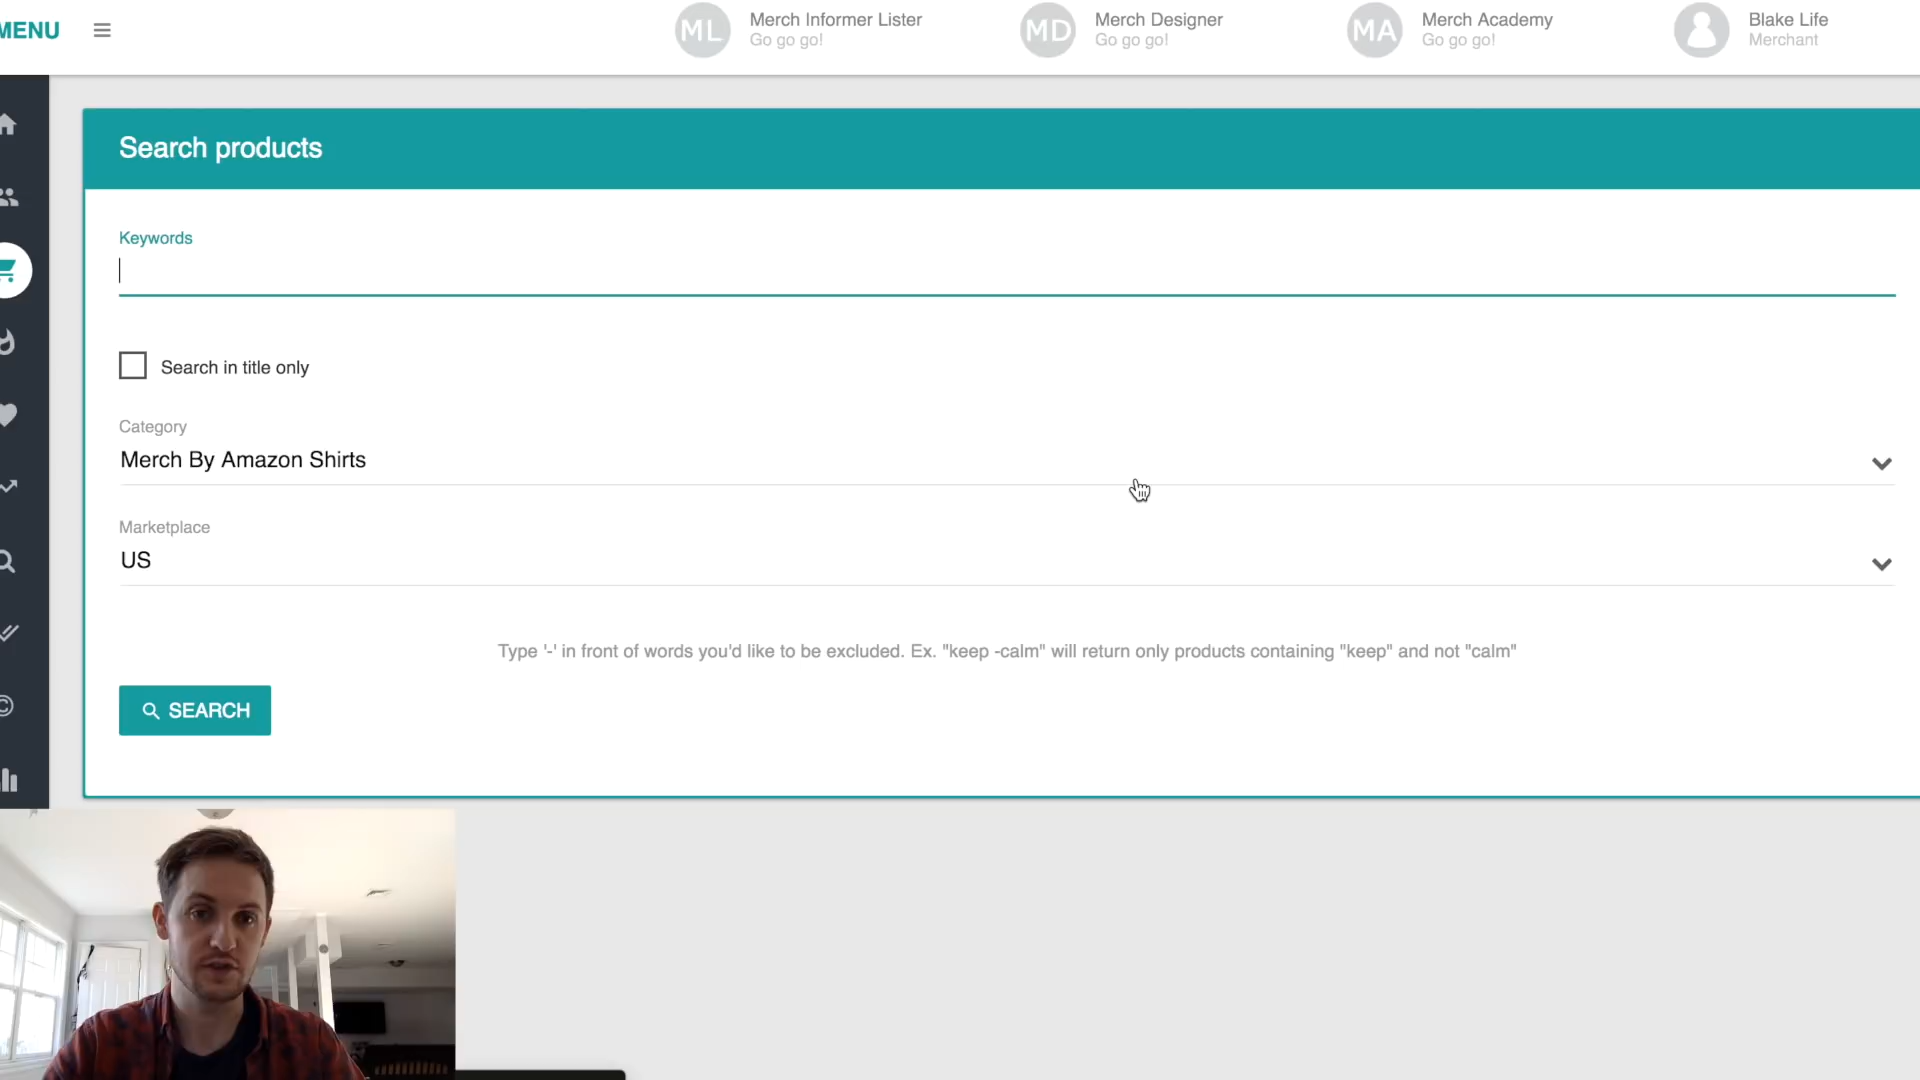 MENU
ML
Merch Informer Lister
Go go go!
MD
Merch Designer
Go go go!
MA
Merch Academy
Go go go!
Blake Life
Merchant
Search products
Keywords
Search in title only
Category
Merch By Amazon Shirts
Marketplace
US
Type '-' in front of words you'd like to be excluded. Ex. "keep -calm" will return only products containing "keep" and not "calm"
SEARCH